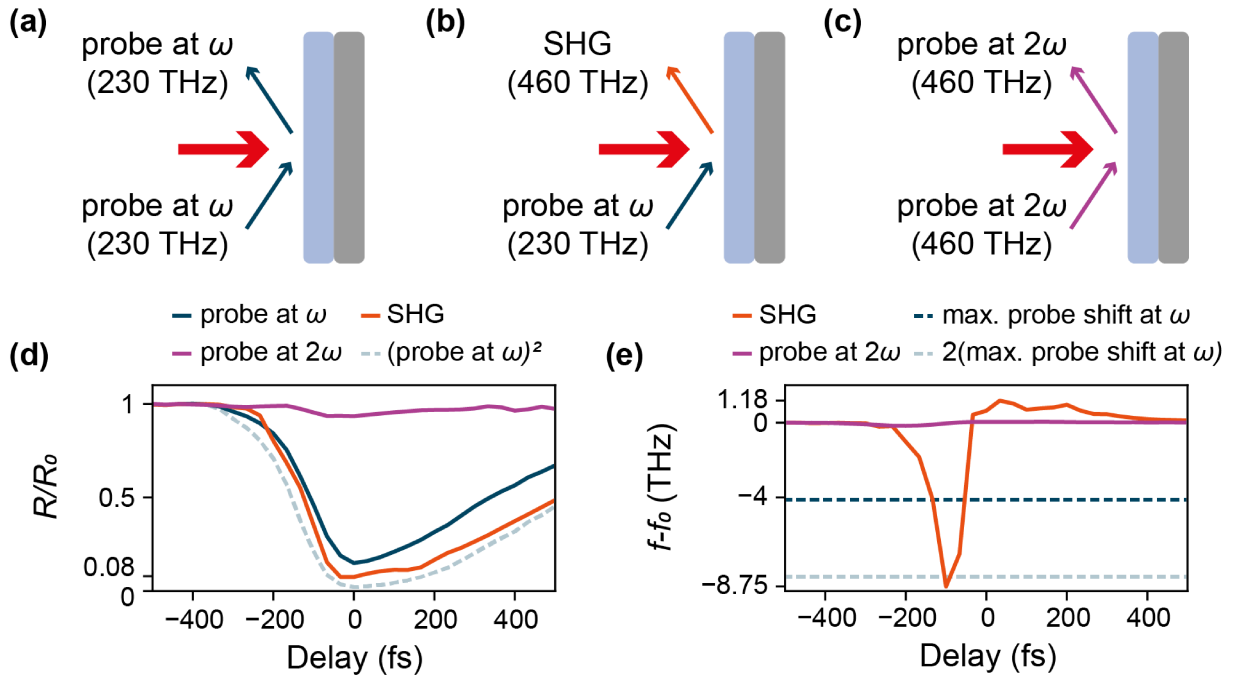 (a)
probe at ω
(230 THz)
probe at ω
(230 THz)
(b)
SHG
(460 THz)
probe at ω
(230 THz)
(c)
probe at 2ω
(460 THz)
probe at 2ω
(460 THz)
(d)
probe at ω
SHG
probe at 2ω
(probe at ω)²
1
0.5
0.08
0
R/R₀
−400
−200
0
200
400
Delay (fs)
(e)
SHG
max. probe shift at ω
probe at 2ω
2(max. probe shift at ω)
1.18
0
−4
−8.75
f-f₀ (THz)
−400
−200
0
200
400
Delay (fs)